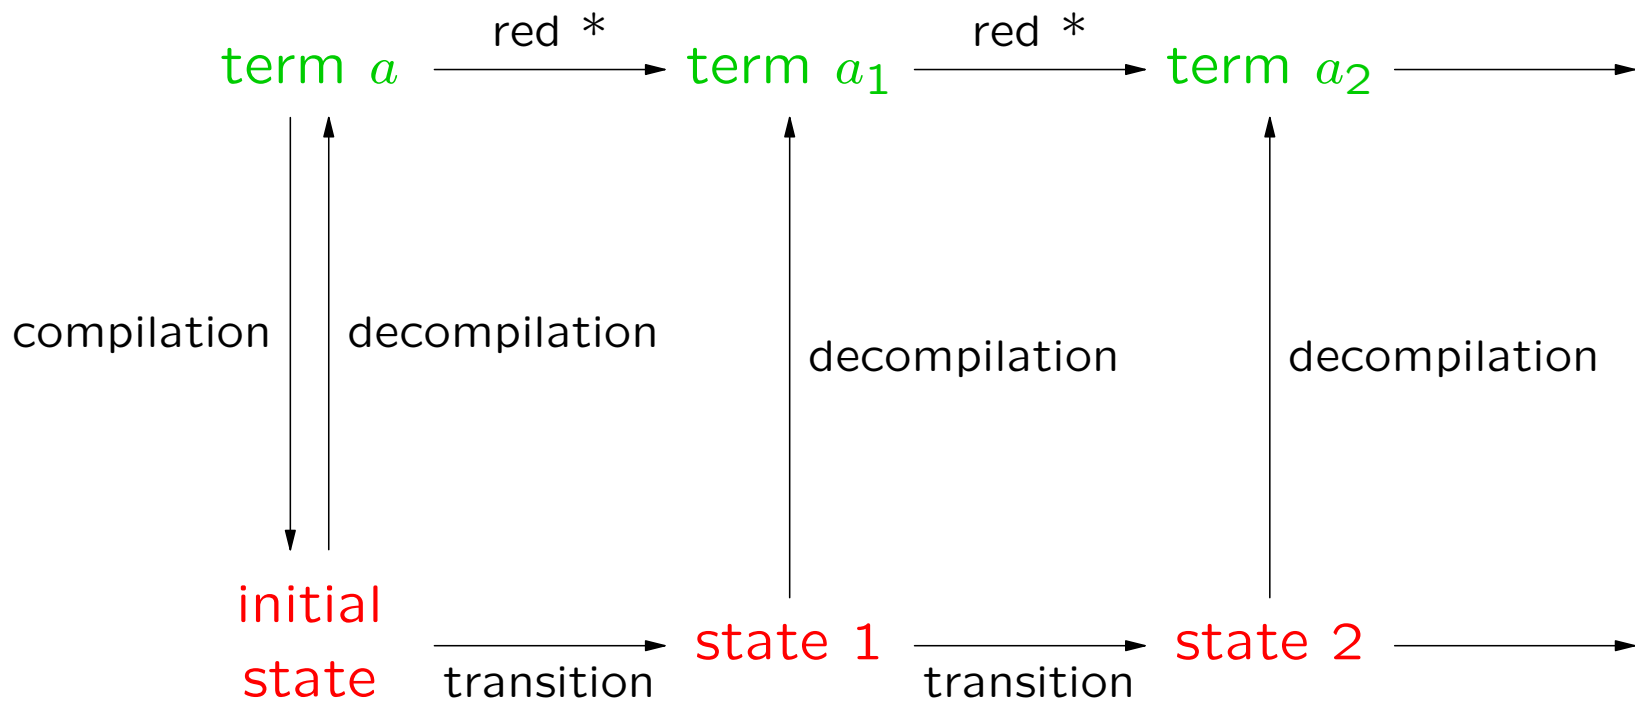 red * red *
term a term a1 term a2
compilation decompilation decompilation decompilation
initial
state
state 1 state 2
transition transition